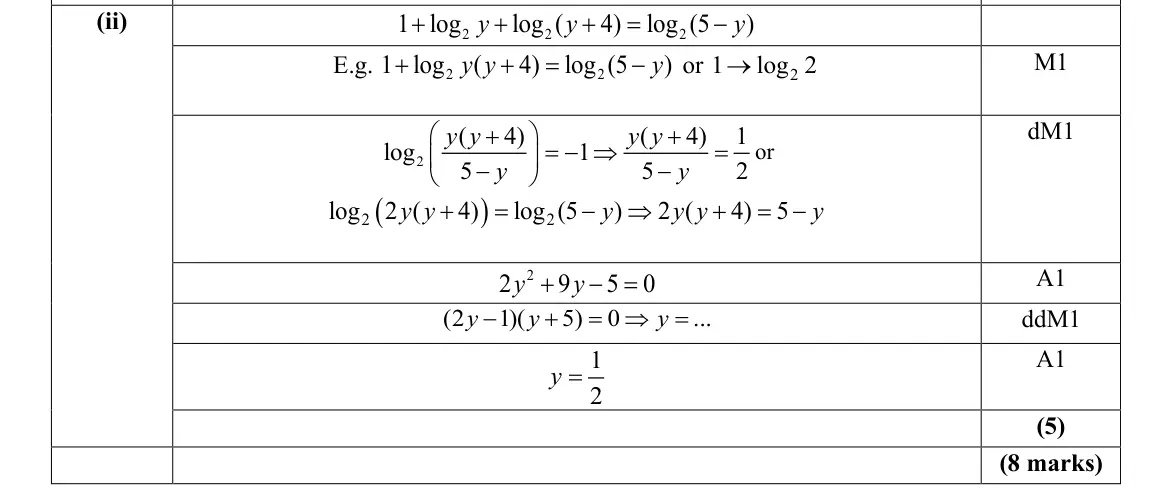 (ii)
1 + log₂ y + log₂ (y + 4) = log₂ (5 − y)
E.g. 1 + log₂ y(y + 4) = log₂ (5 − y) or 1 → log₂ 2
M1
log₂ (y(y + 4)/(5 − y)) = −1 ⇒ y(y + 4)/(5 − y) = 1/2 or
dM1
log₂ (2y(y + 4)) = log₂ (5 − y) ⇒ 2y(y + 4) = 5 − y
2y² + 9y − 5 = 0
A1
(2y − 1)(y + 5) = 0 ⇒ y = ...
ddM1
y = 1/2
A1
(5)
(8 marks)